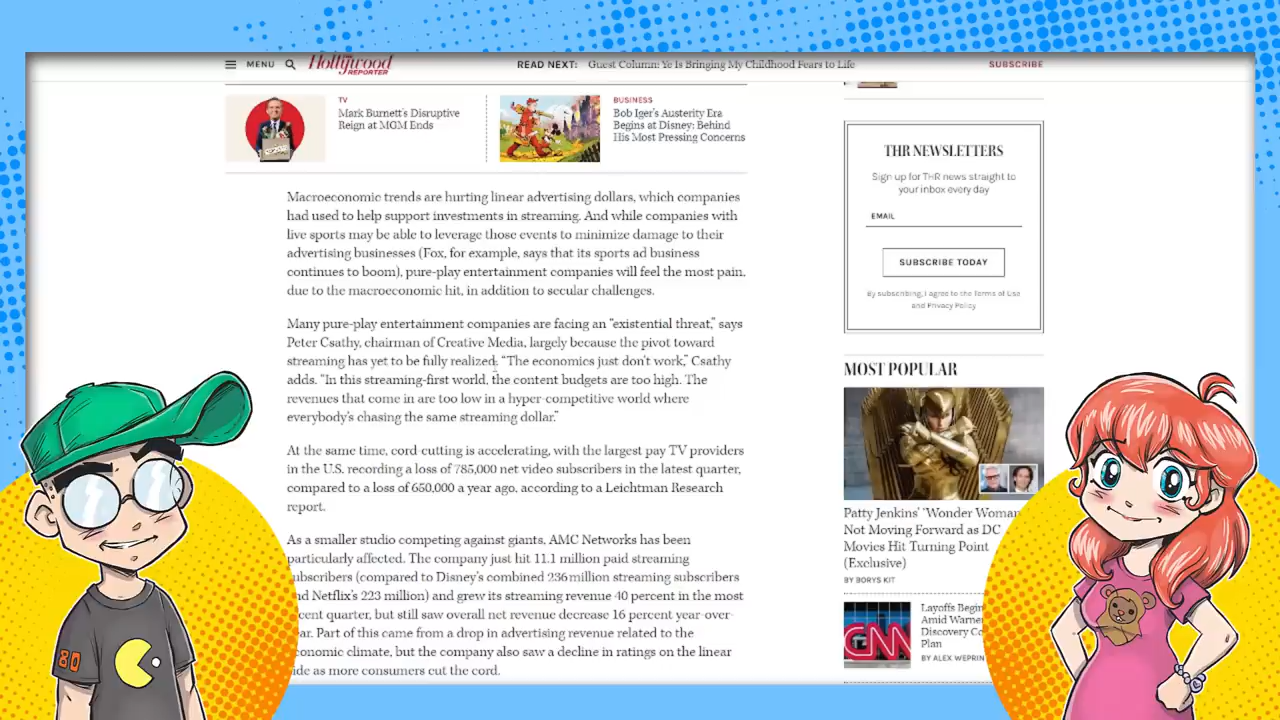 MENU
Hollywood
REPORTER
READ NEXT: Guest Column: Ye Is Bringing My Childhood Fears to Life
SUBSCRIBE
TV
Mark Burnett's Disruptive
Reign at MGM Ends
BUSINESS
Bob Iger's Austerity Era
Begins at Disney: Behind
His Most Pressing Concerns
Macroeconomic trends are hurting linear advertising dollars, which companies
had used to help support investments in streaming. And while companies with
live sports may be able to leverage those events to minimize damage to their
advertising businesses (Fox, for example, says that its sports ad business
continues to boom), pure-play entertainment companies will feel the most pain,
due to the macroeconomic hit, in addition to secular challenges.
Many pure-play entertainment companies are facing an “existential threat,” says
Peter Csathy, chairman of Creative Media, largely because the pivot toward
streaming has yet to be fully realized. “The economics just don’t work,” Csathy
adds. “In this streaming-first world, the content budgets are too high. The
revenues that come in are too low in a hyper-competitive world where
everybody’s chasing the same streaming dollar.”
At the same time, cord cutting is accelerating, with the largest pay TV providers
in the U.S. recording a loss of 785,000 net video subscribers in the latest quarter,
compared to a loss of 650,000 a year ago, according to a Leichtman Research
report.
As a smaller studio competing against giants, AMC Networks has been
particularly affected. The company just hit 11.1 million paid streaming
ubscribers (compared to Disney’s combined 236 million streaming subscribers
nd Netflix’s 223 million) and grew its streaming revenue 40 percent in the most
cent quarter, but still saw overall net revenue decrease 16 percent year-over-
ar. Part of this came from a drop in advertising revenue related to the
conomic climate, but the company also saw a decline in ratings on the linear
ide as more consumers cut the cord.
THR NEWSLETTERS
Sign up for THR news straight to
your inbox every day
EMAIL
SUBSCRIBE TODAY
By subscribing, I agree to the Terms of Use
and Privacy Policy.
MOST POPULAR
Patty Jenkins’ ‘Wonder Woman
Not Moving Forward as DC
Movies Hit Turning Point
(Exclusive)
BY BORYS KIT
CNN
Layoffs Begin
Amid Warner
Discovery Co
Plan
BY ALEX WEPRIN
80